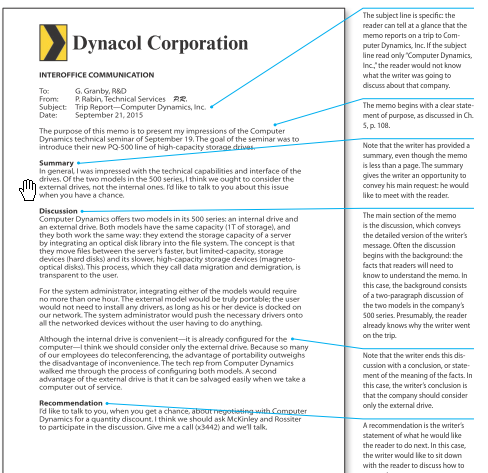 Dynacol Corporation
INTEROFFICE COMMUNICATION
To: G. Granby, R&D
From: P. Rabin, Technical Services
Subject: Trip Report—Computer Dynamics, Inc.
Date: September 21, 2015
The purpose of this memo is to present my impressions of the Computer
Dynamics technical seminar of September 19. The goal of the seminar was to
introduce their new PQ-500 line of high-capacity storage drives.
Summary
In general, I was impressed with the technical capabilities and interface of the
drives. Of the two models in the 500 series, I think we ought to consider the
external drives, not the internal ones. I'd like to talk to you about this issue
when you have a chance.
Discussion
Computer Dynamics offers two models in its 500 series: an internal drive and
an external drive. Both models have the same capacity (1T of storage), and
they both work the same way: they extend the storage capacity of a server
by integrating an optical disk library into the file system. The concept is that
they move files between the server's faster, but limited-capacity, storage
devices (hard disks) and its slower, high-capacity storage devices (magneto-
optical disks). This process, which they call data migration and demigration, is
transparent to the user.
For the system administrator, integrating either of the models would require
no more than one hour. The external model would be truly portable; the user
would not need to install any drivers, as long as his or her device is docked on
our network. The system administrator would push the necessary drivers onto
all the networked devices without the user having to do anything.
Although the internal drive is convenient—it is already configured for the
computer—I think we should consider only the external drive. Because so many
of our employees do teleconferencing, the advantage of portability outweighs
the disadvantage of inconvenience. The tech rep from Computer Dynamics
walked me through the process of configuring both models. A second
advantage of the external drive is that it can be salvaged easily when we take a
computer out of service.
Recommendation
I'd like to talk to you, when you get a chance, about negotiating with Computer
Dynamics for a quantity discount. I think we should ask McKinley and Rossiter
to participate in the discussion. Give me a call (x3442) and we'll talk.
The subject line is specific: the
reader can tell at a glance that the
memo reports on a trip to Com-
puter Dynamics, Inc. If the subject
line read only "Computer Dynamics,
Inc.," the reader would not know
what the writer was going to
discuss about that company.
The memo begins with a clear state-
ment of purpose, as discussed in Ch.
5, p. 108.
Note that the writer has provided a
summary, even though the memo
is less than a page. The summary
gives the writer an opportunity to
convey his main request: he would
like to meet with the reader.
The main section of the memo
is the discussion, which conveys
the detailed version of the writer's
message. Often the discussion
begins with the background: the
facts that readers will need to
know to understand the memo. In
this case, the background consists
of a two-paragraph discussion of
the two models in the company's
500 series. Presumably, the reader
already knows why the writer went
on the trip.
Note that the writer ends this dis-
cussion with a conclusion, or state-
ment of the meaning of the facts. In
this case, the writer's conclusion is
that the company should consider
only the external drive.
A recommendation is the writer's
statement of what he would like
the reader to do next. In this case,
the writer would like to sit down
with the reader to discuss how to